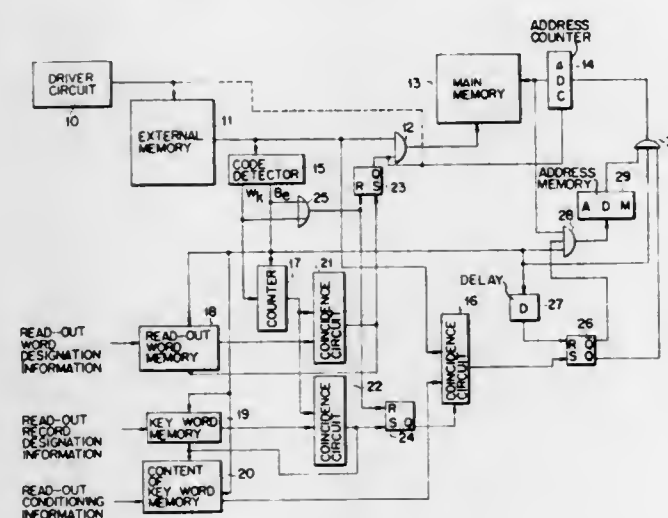 ADDRESS
COUNTER
DRIVER
CIRCUIT
10
13
MAIN
MEMORY
A
D
C
14
11
EXTERNAL
MEMORY
12
CODE
DETECTOR
15
Q
R S
23
29
ADDRESS
MEMORY
A D M
Wk
Be
25
28
17
21
COUNTER
COINCIDENCE
CIRCUIT
16
DELAY
D
27
18
READ-OUT
WORD
DESIGNATION
INFORMATION
READ-OUT
WORD
MEMORY
COINCIDENCE
CIRCUIT
26
R Q
S Q
22
COINCIDENCE
CIRCUIT
19
READ-OUT
RECORD
DESIGNATION
INFORMATION
KEY WORD
MEMORY
R
S Q
24
20
READ-OUT
CONDITIONING
INFORMATION
CONTENT
OF
KEY WORD
MEMORY